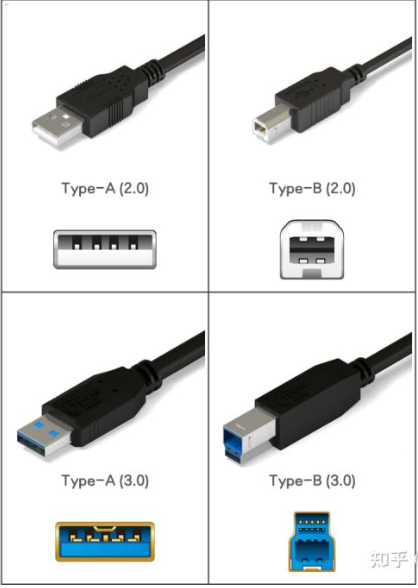 Type-A (2.0)
Type-B (2.0)
Type-A (3.0)
Type-B (3.0)
知乎